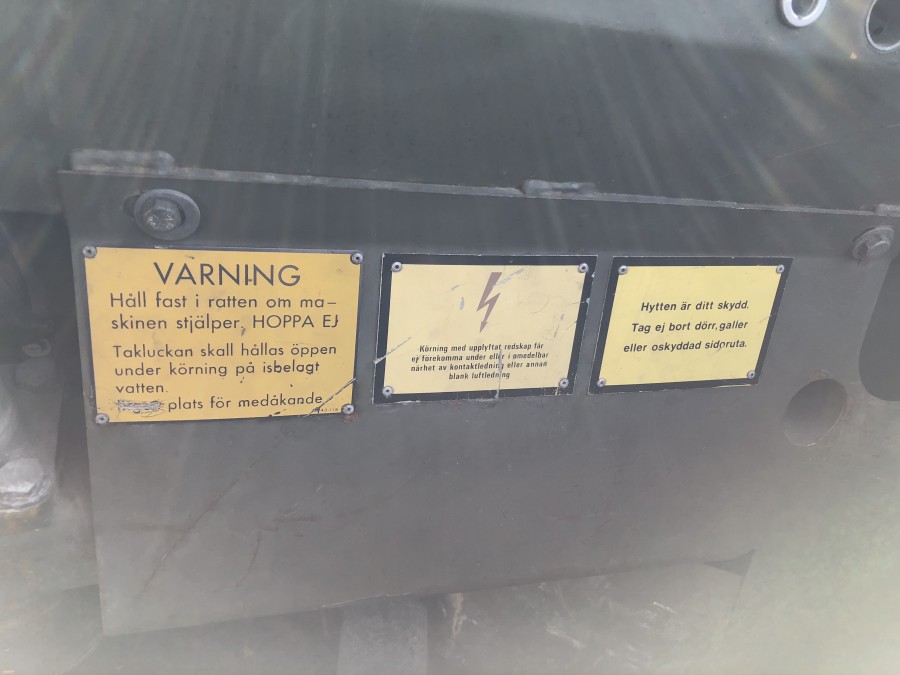 VARNING
Håll fast i ratten om ma-
skinen stjälper, HOPPA EJ
Takluckan skall hållas öppen
under körning på isbelagt
vatten.
plats för medåkande
Körning med upplyftat redskap får
ej förekomma under eller i omedelbar
närhet av kontaktledning eller annan
blank luftledning
Hytten är ditt skydd.
Tag ej bort dörr, galler
eller oskyddad sidoruta.